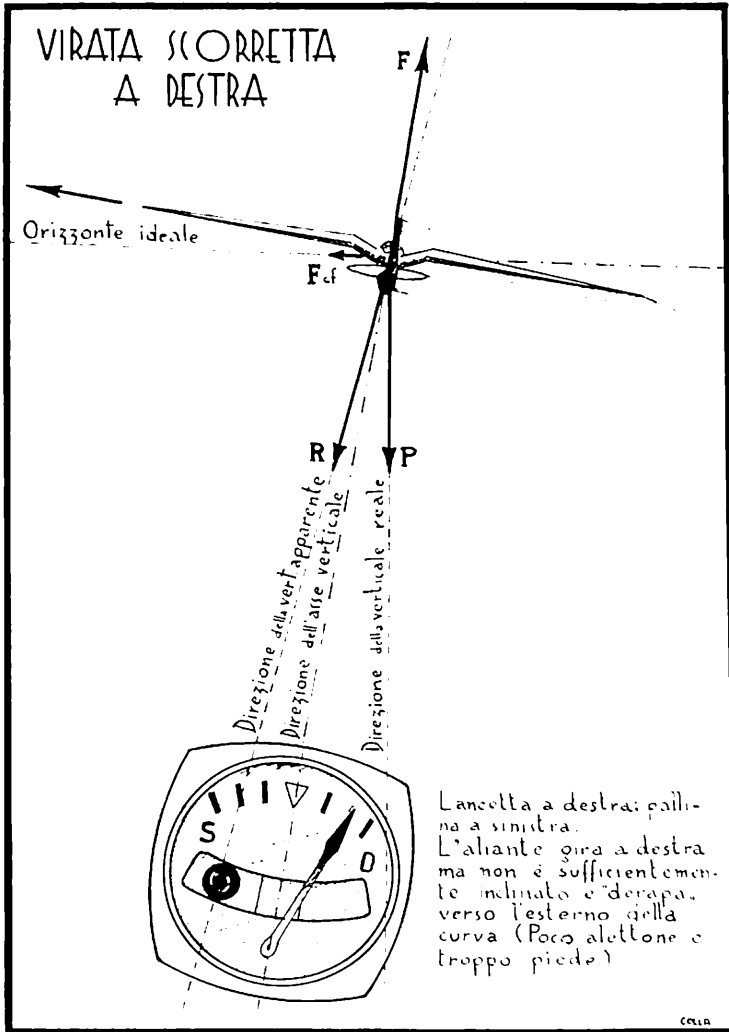 VIRATA SCORRETTA
A DESTRA
F
Orizzonte ideale
Fcf
R
P
Direzione della vert apparente
Direzione dell'asse verticale
Direzione della verticale reale
S
D
Lancetta a destra: palli-
na a sinistra.
L'aliante gira a destra
ma non è sufficientemen-
te inclinato e "derapa"
verso l'esterno della
curva (Poco alettone e
troppo piede)